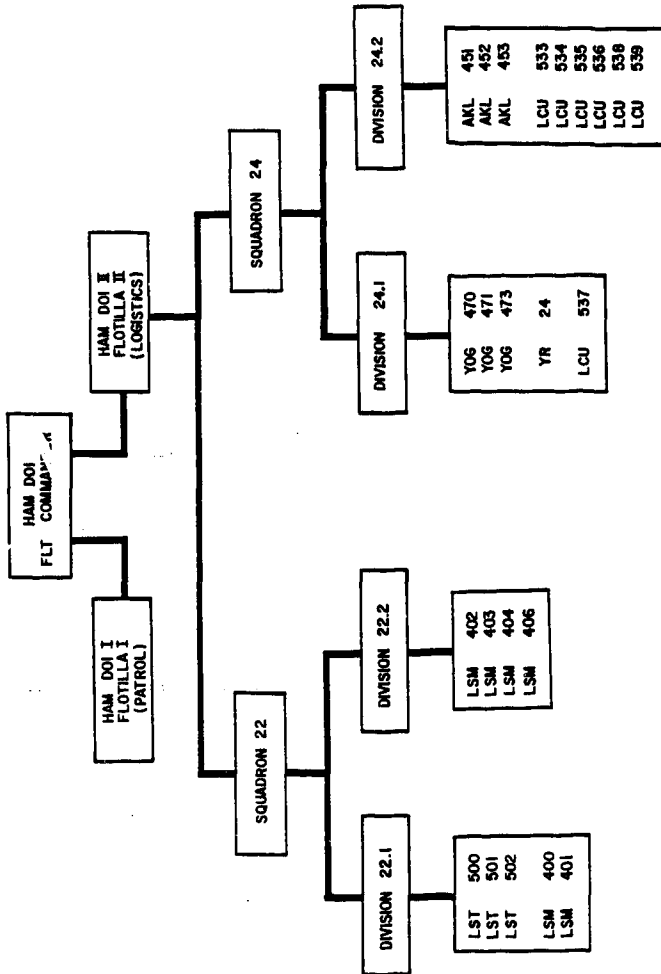 HAM DOI
FLT COMMANDER
HAM DOI I
FLOTILLA I
(PATROL)
HAM DOI II
FLOTILLA II
(LOGISTICS)
SQUADRON 22
SQUADRON 24
DIVISION 22.1
DIVISION 22.2
DIVISION 24.1
DIVISION 24.2
LST 500
LST 501
LST 502
LSM 400
LSM 401
LSM 402
LSM 403
LSM 404
LSM 406
YOG 470
YOG 471
YOG 473
YR 24
LCU 537
AKL 451
AKL 452
AKL 453
LCU 533
LCU 534
LCU 535
LCU 536
LCU 538
LCU 539